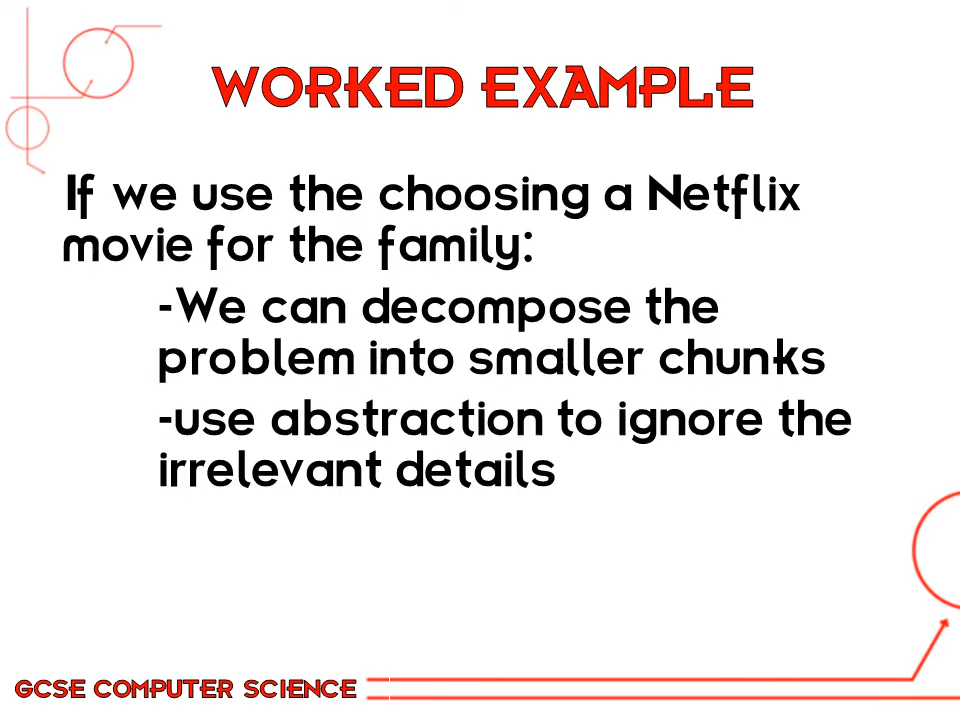 WORKED EXAMPLE
If we use the choosing a Netflix
movie for the family:
-We can decompose the
problem into smaller chunks
-use abstraction to ignore the
irrelevant details
GCSE COMPUTER SCIENCE